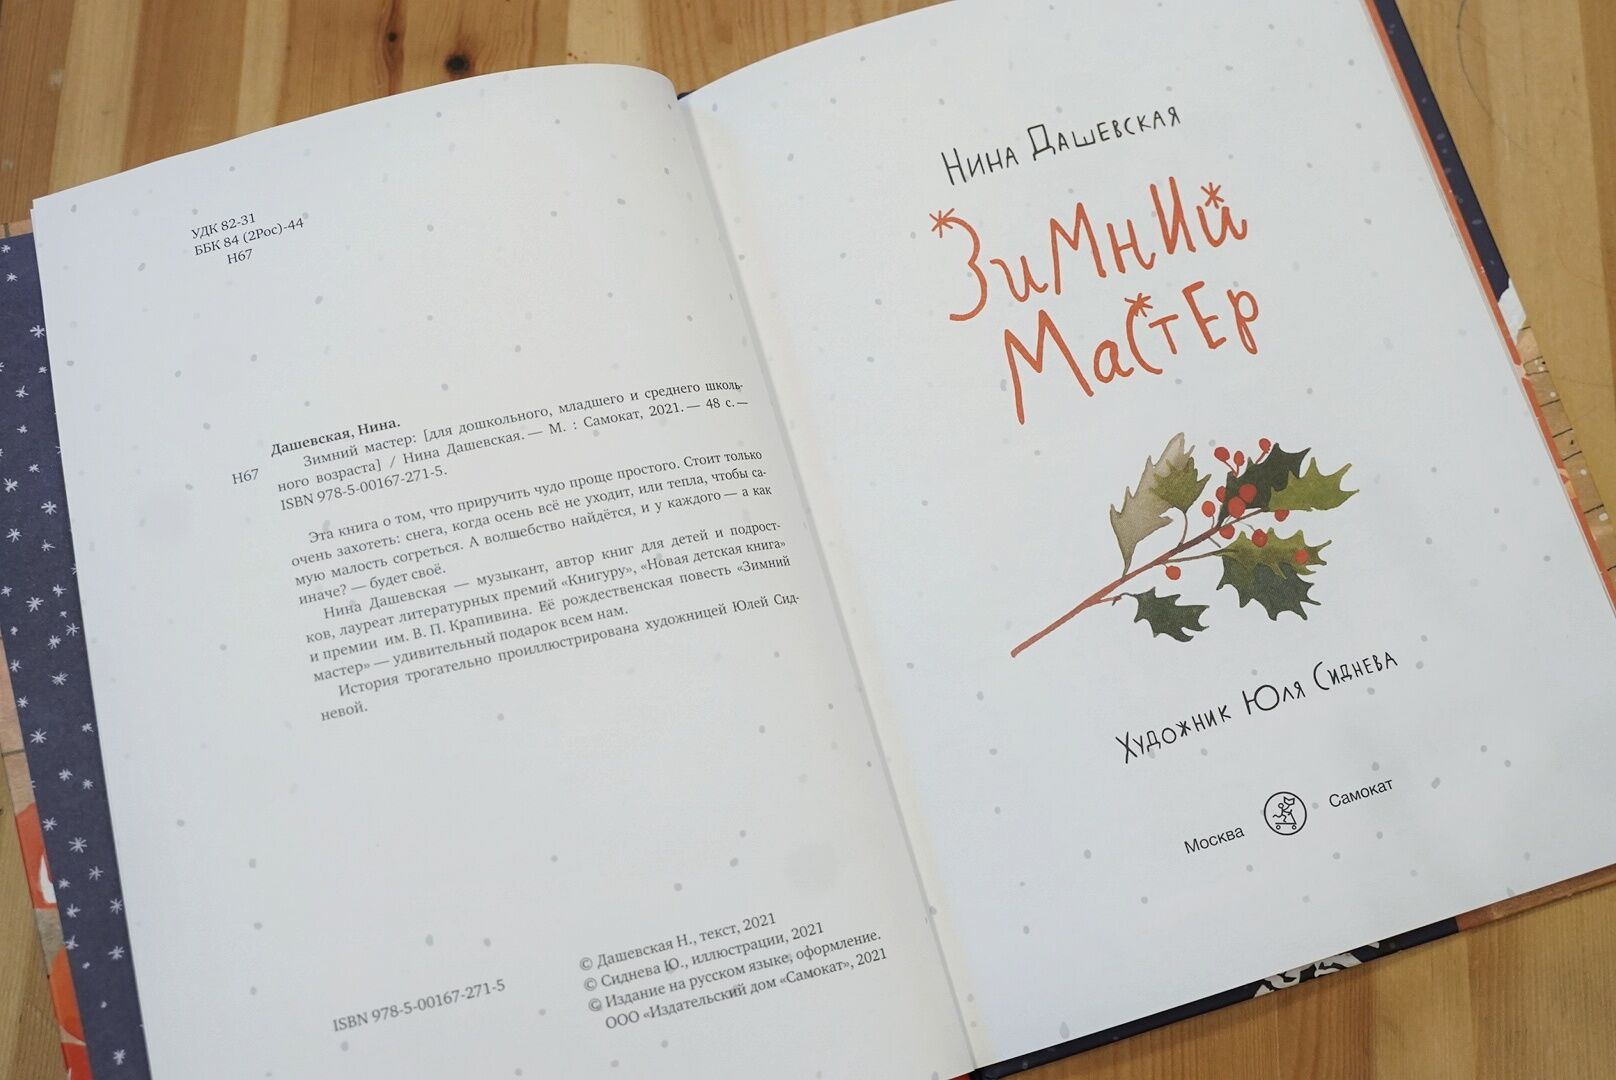 УДК 82-31
ББК 84 (2Рос)-44
Н67
Дашевская, Нина.
Зимний мастер: [для дошкольного, младшего и среднего школь-
Н67 ного возраста] / Нина Дашевская. — М. : Самокат, 2021. — 48 с. —
ISBN 978-5-00167-271-5.
Эта книга о том, что приручить чудо проще простого. Стоит только
очень захотеть: снега, когда осень всё не уходит, или тепла, чтобы са-
мую малость согреться. А волшебство найдётся, и у каждого — а как
иначе? — будет своё.
Нина Дашевская — музыкант, автор книг для детей и подрост-
ков, лауреат литературных премий «Книгуру», «Новая детская книга»
и премии им. В. П. Крапивина. Её рождественская повесть «Зимний
мастер» — удивительный подарок всем нам.
История трогательно проиллюстрирована художницей Юлей Сид-
невой.
ISBN 978-5-00167-271-5
© Дашевская Н., текст, 2021
© Сиднева Ю., иллюстрации, 2021
© Издание на русском языке, оформление.
ООО «Издательский дом «Самокат», 2021
Нина Дашевская
Зимний
мастер
Художник Юля Сиднева
Москва Самокат